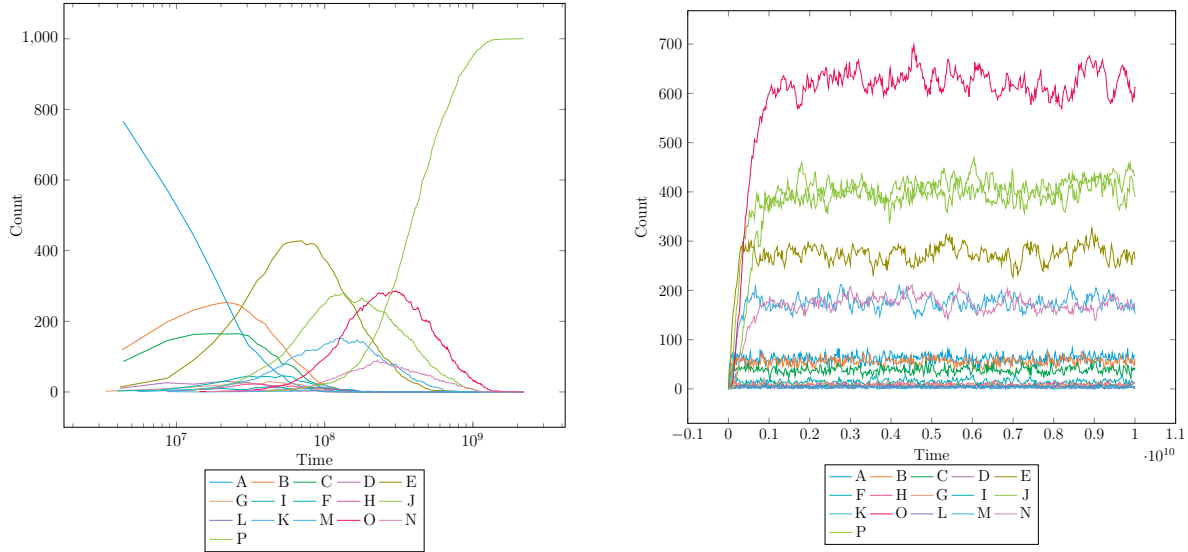 1,000
800
600
400
200
0
Count
10^7
10^8
10^9
Time
A B C D E
G I F H J
L K M O N
P
700
600
500
400
300
200
100
0
Count
−0.1 0 0.1 0.2 0.3 0.4 0.5 0.6 0.7 0.8 0.9 1 1.1
Time
·10^10
A B C D E
F H G I J
K O L M N
P